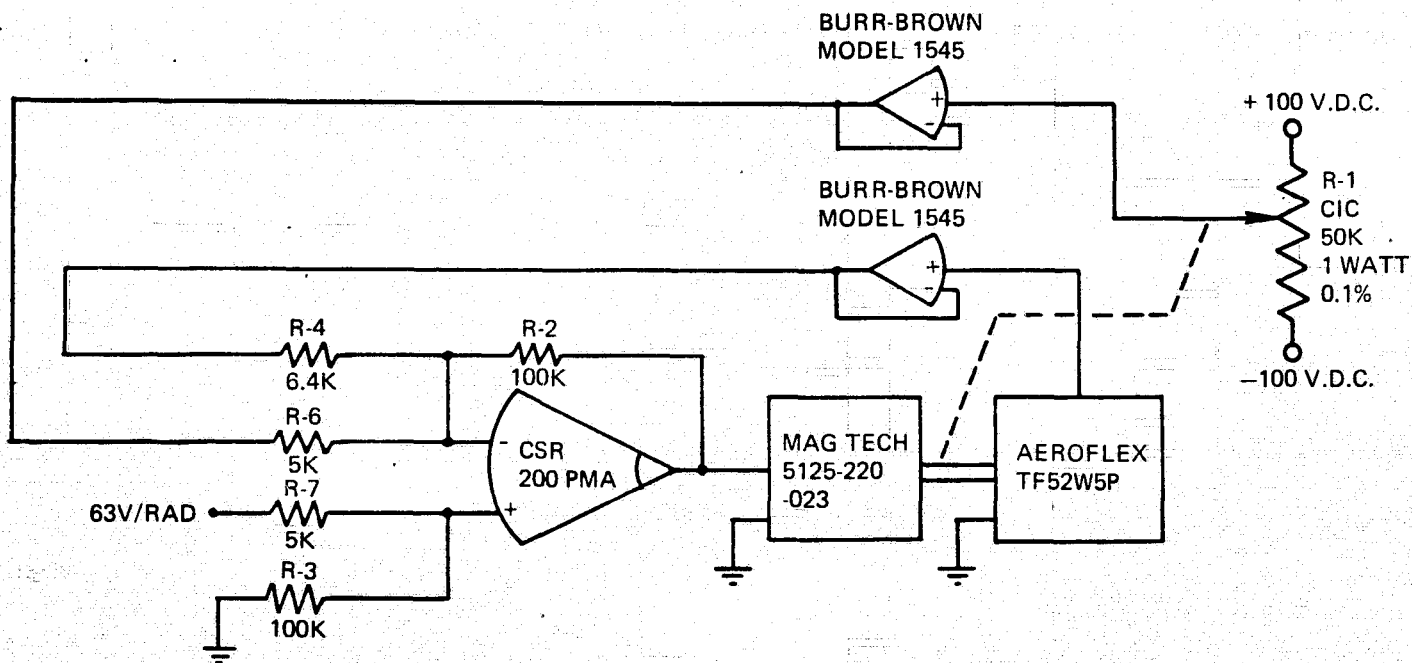 BURR-BROWN
MODEL 1545
+ 100 V.D.C.
R-1
CIC
50K
1 WATT
0.1%
−100 V.D.C.
BURR-BROWN
MODEL 1545
+
-
+
-
R-4
6.4K
R-2
100K
R-6
5K
-
CSR
200 PMA
+
63V/RAD
R-7
5K
R-3
100K
MAG TECH
5125-220
-023
AEROFLEX
TF52W5P